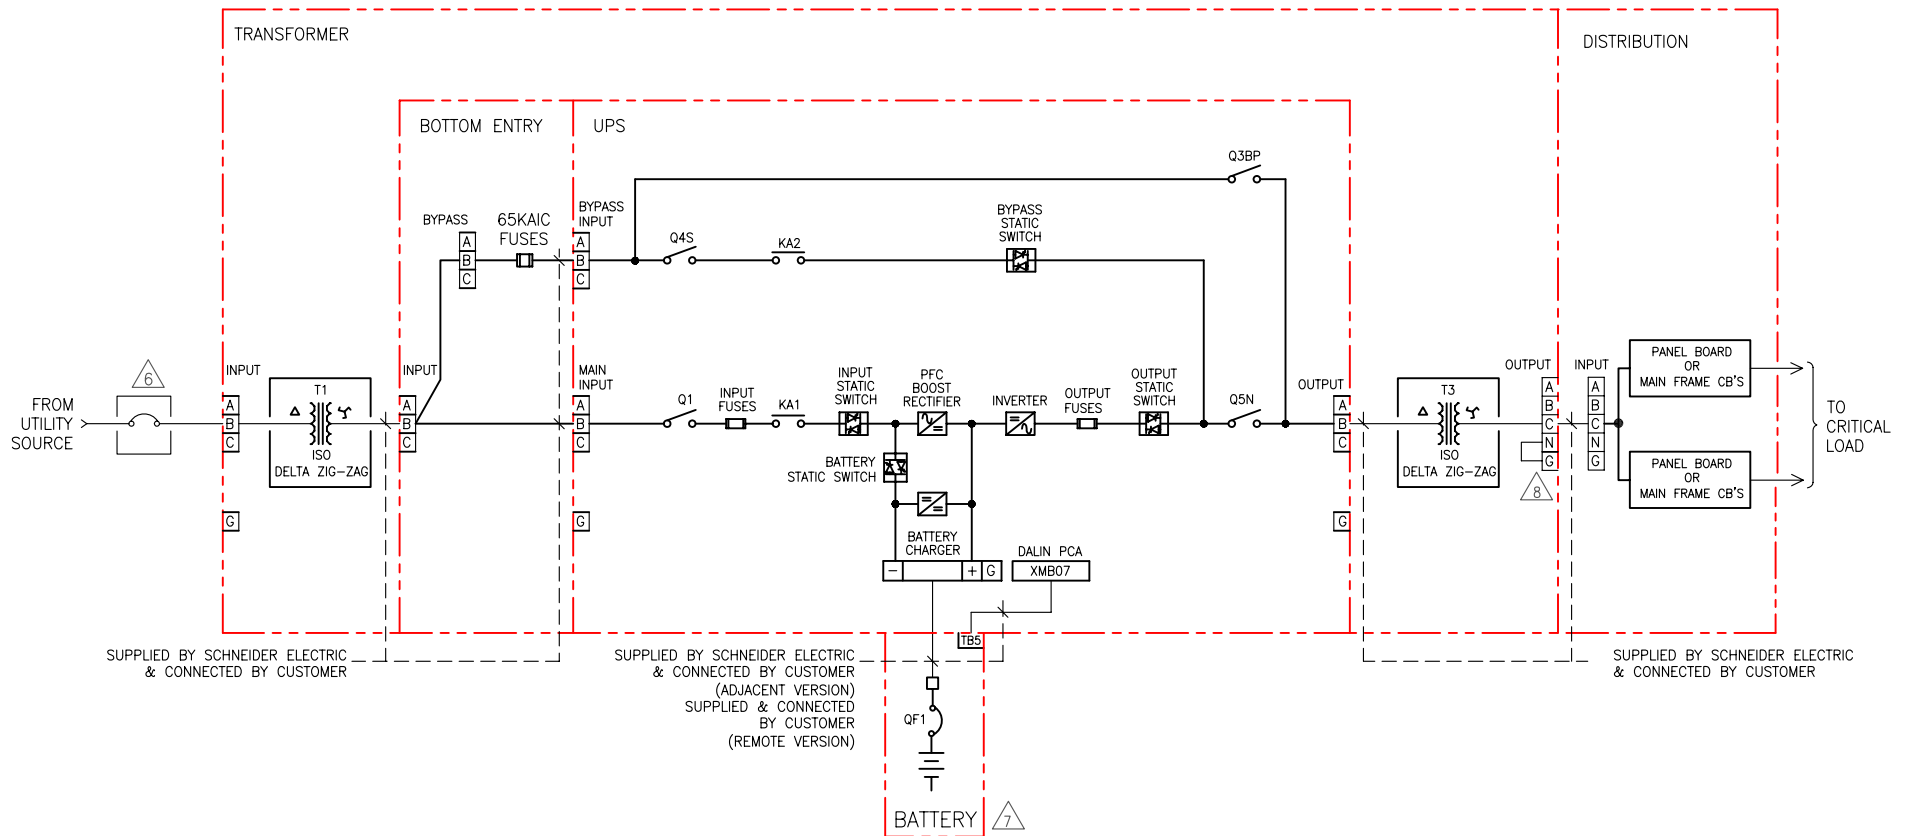 TRANSFORMER
DISTRIBUTION
BOTTOM ENTRY
UPS
Q3BP
BYPASS
65KAIC
FUSES
BYPASS
INPUT
A
B
C
A
B
C
Q4S
KA2
BYPASS
STATIC
SWITCH
6
FROM
UTILITY
SOURCE
INPUT
A
B
C
G
T1
ISO
DELTA ZIG-ZAG
INPUT
A
B
C
MAIN
INPUT
A
B
C
G
Q1
INPUT
FUSES
KA1
INPUT
STATIC
SWITCH
PFC
BOOST
RECTIFIER
INVERTER
OUTPUT
FUSES
OUTPUT
STATIC
SWITCH
Q5N
OUTPUT
A
B
C
G
BATTERY
STATIC SWITCH
BATTERY
CHARGER
- + G
DALIN PCA
XMB07
TB5
T3
ISO
DELTA ZIG-ZAG
OUTPUT
A
B
C
N
G
8
INPUT
A
B
C
N
G
PANEL BOARD
OR
MAIN FRAME CB'S
PANEL BOARD
OR
MAIN FRAME CB'S
TO
CRITICAL
LOAD
SUPPLIED BY SCHNEIDER ELECTRIC
& CONNECTED BY CUSTOMER
SUPPLIED BY SCHNEIDER ELECTRIC
& CONNECTED BY CUSTOMER
(ADJACENT VERSION)
SUPPLIED & CONNECTED
BY CUSTOMER
(REMOTE VERSION)
QF1
BATTERY
7
SUPPLIED BY SCHNEIDER ELECTRIC
& CONNECTED BY CUSTOMER